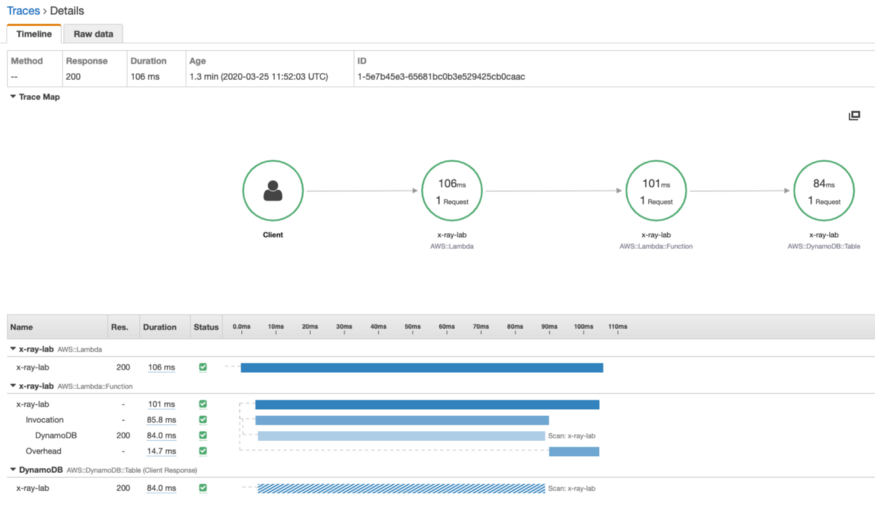 Traces › Details
Timeline Raw data
Method Response Duration Age ID
-- 200 106 ms 1.3 min (2020-03-25 11:52:03 UTC) 1-5e7b45e3-65681bc0b3e529425cb0caac
Trace Map
106ms 101ms 84ms
1 Request 1 Request 1 Request
Client x-ray-lab x-ray-lab x-ray-lab
AWS::Lambda AWS::Lambda::Function AWS::DynamoDB::Table
Name Res. Duration Status 0.0ms 10ms 20ms 30ms 40ms 50ms 60ms 70ms 80ms 90ms 100ms 110ms
x-ray-lab AWS::Lambda
x-ray-lab 200 106 ms
x-ray-lab AWS::Lambda::Function
x-ray-lab - 101 ms
Invocation - 85.8 ms
DynamoDB 200 84.0 ms Scan: x-ray-lab
Overhead - 14.7 ms
DynamoDB AWS::DynamoDB::Table (Client Response)
x-ray-lab 200 84.0 ms Scan: x-ray-lab